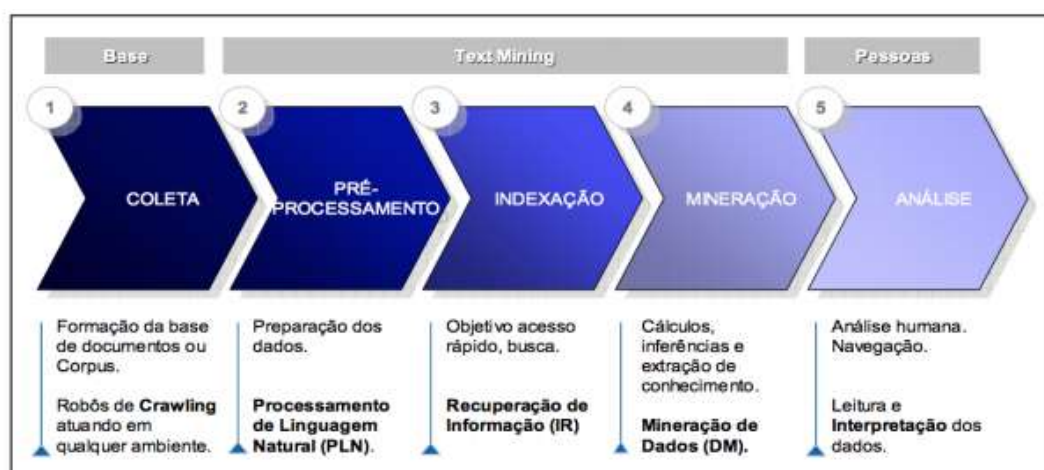 Base
Text Mining
Pessoas
1
2
3
4
5
COLETA
PRÉ-
PROCESSAMENTO
INDEXAÇÃO
MINERAÇÃO
ANÁLISE
Formação da base
de documentos ou
Corpus.
Robôs de Crawling
atuando em
qualquer ambiente.
Preparação dos
dados.
Processamento
de Linguagem
Natural (PLN).
Objetivo acesso
rápido, busca.
Recuperação de
Informação (IR)
Cálculos,
inferências e
extração de
conhecimento.
Mineração de
Dados (DM).
Análise humana.
Navegação.
Leitura e
Interpretação dos
dados.